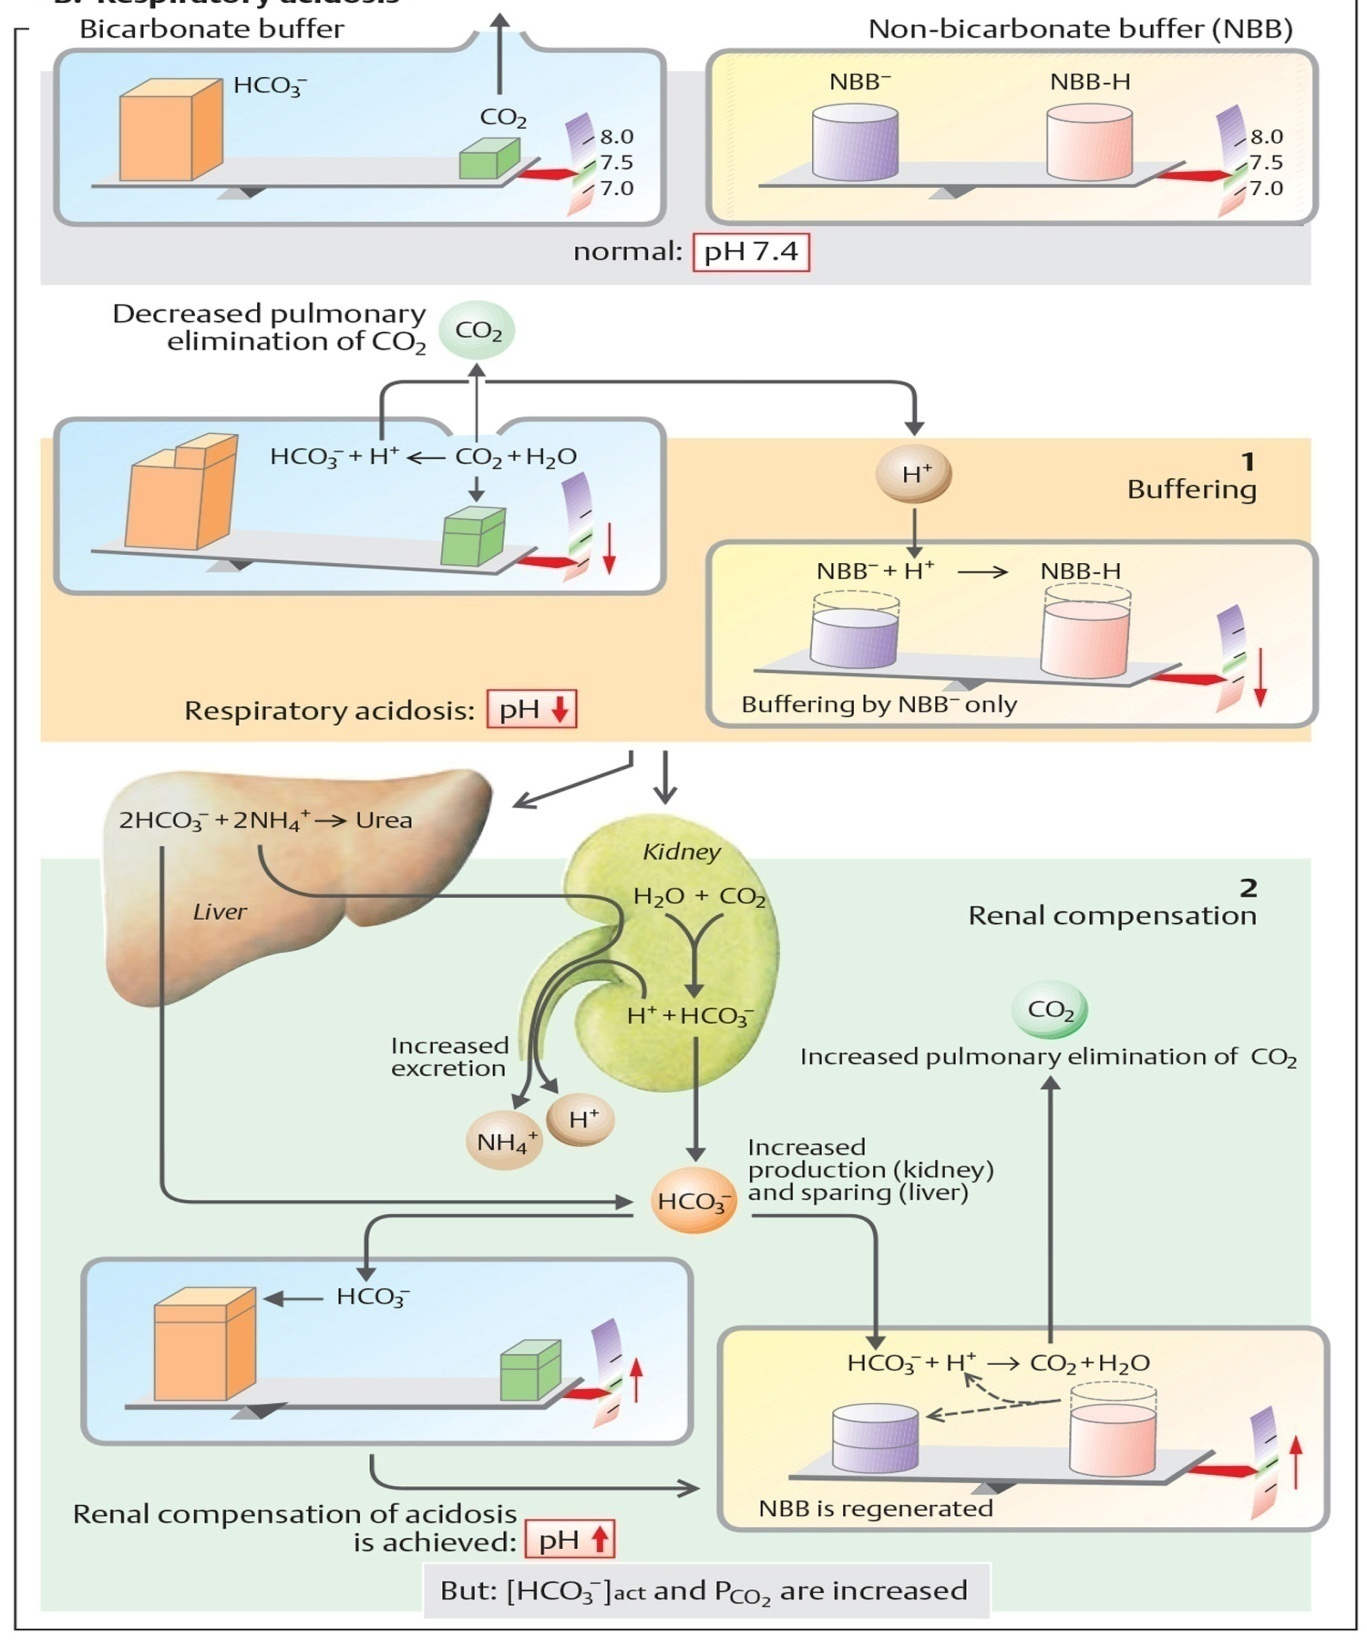 B. Respiratory acidosis
Bicarbonate buffer
Non-bicarbonate buffer (NBB)
HCO₃⁻
CO₂
8.0
7.5
7.0
NBB⁻
NBB-H
8.0
7.5
7.0
normal: pH 7.4
Decreased pulmonary
elimination of CO₂
CO₂
HCO₃⁻ + H⁺ ← CO₂ + H₂O
H⁺
1
Buffering
NBB⁻ + H⁺ → NBB-H
Buffering by NBB⁻ only
Respiratory acidosis: pH ↓
2HCO₃⁻ + 2NH₄⁺ → Urea
Liver
Kidney
H₂O + CO₂
H⁺ + HCO₃⁻
2
Renal compensation
CO₂
Increased pulmonary elimination of CO₂
Increased
excretion
NH₄⁺
H⁺
Increased
production (kidney)
and sparing (liver)
HCO₃⁻
HCO₃⁻
HCO₃⁻ + H⁺ → CO₂ + H₂O
NBB is regenerated
Renal compensation of acidosis
is achieved: pH ↑
But: [HCO₃⁻]act and PCO₂ are increased